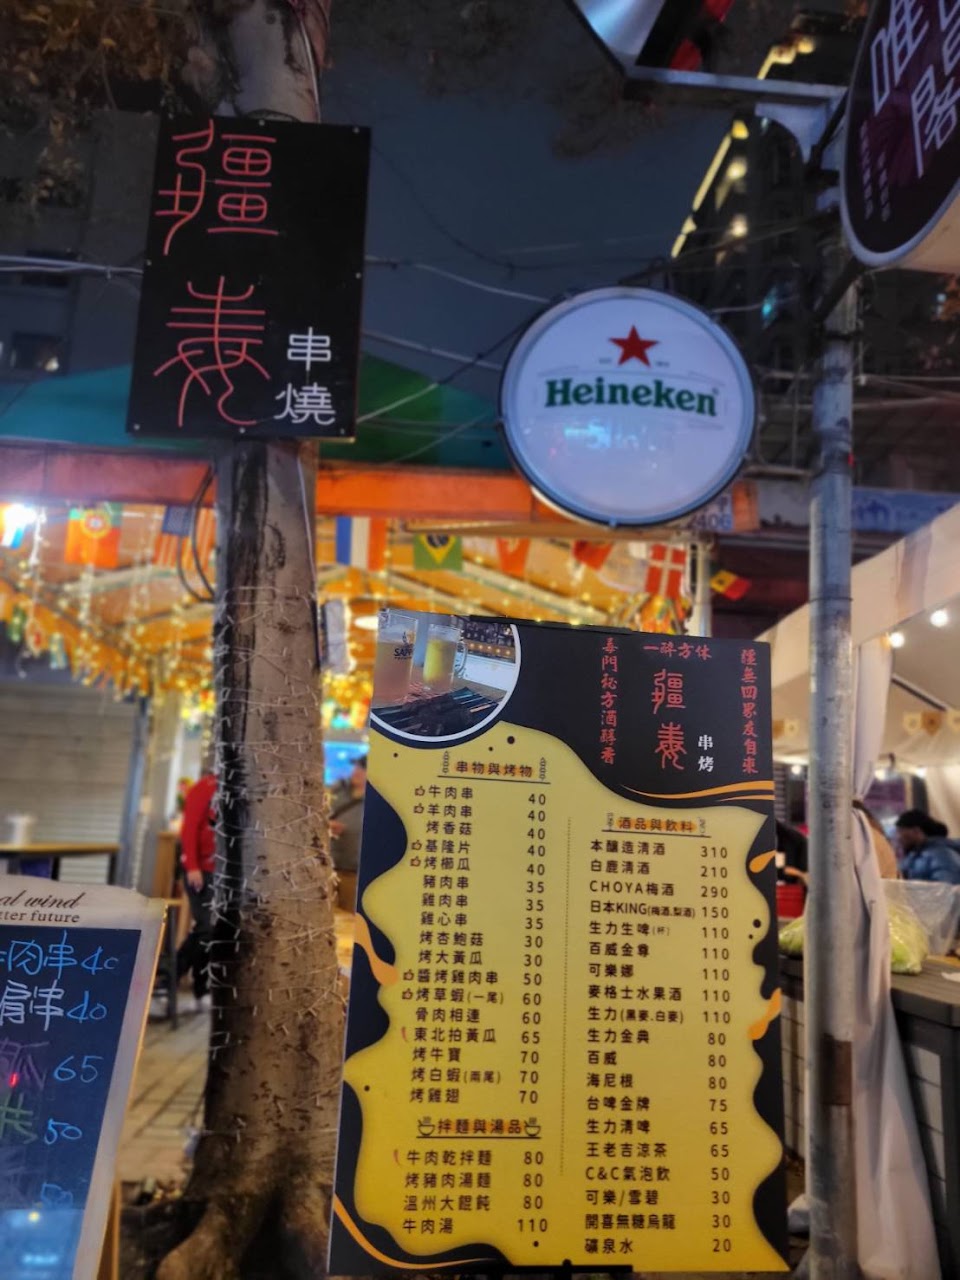 疆
毒
串
燒
唯
閣
Heineken
一醉方休
疆無四界友自來
毒門秘方酒醇香
疆
毒
串
烤
串物與烤物
牛肉串 40
羊肉串 40
烤香菇 40
基隆片 40
烤櫛瓜 40
豬肉串 35
雞肉串 35
雞心串 35
烤杏鮑菇 30
烤大黃瓜 30
醬烤雞肉串 50
烤草蝦(一尾) 60
骨肉相連 60
東北拍黃瓜 65
烤牛寶 70
烤白蝦(兩尾) 70
烤雞翅 70
拌麵與湯品
牛肉乾拌麵 80
烤豬肉湯麵 80
溫州大餛飩 80
牛肉湯 110
酒品與飲料
本釀造清酒 310
白鹿清酒 210
CHOYA梅酒 290
日本KING(梅酒.梨酒) 150
生力生啤(杯) 110
百威金尊 110
可樂娜 110
麥格士水果酒 110
生力(黑麥.白麥) 110
生力金典 80
百威 80
海尼根 80
台啤金牌 75
生力清啤 65
王老吉涼茶 65
C&C氣泡飲 50
可樂/雪碧 30
開喜無糖烏龍 30
礦泉水 20
al wind
tter future
肉串 40
肩串 40
65
50
50